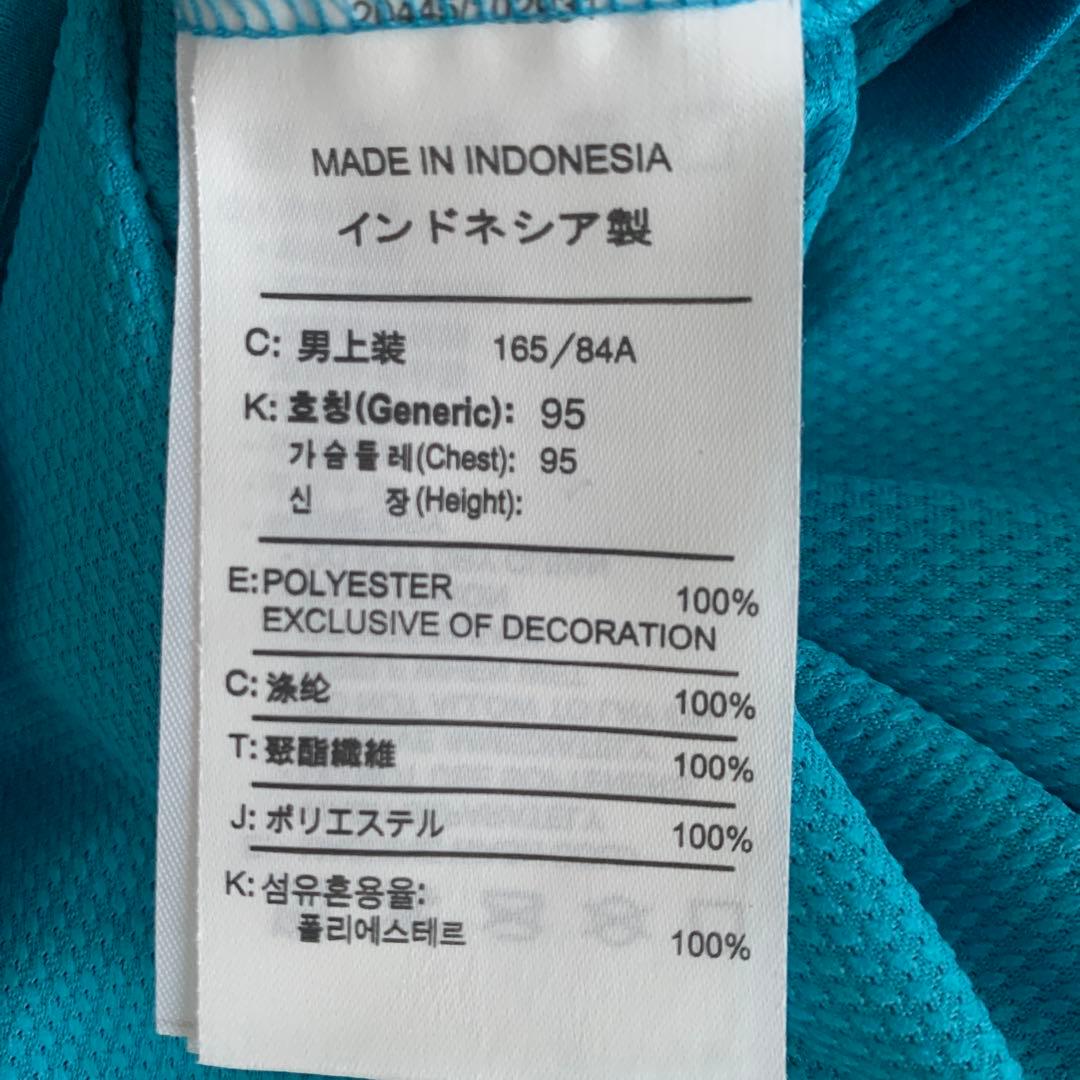 MADE IN INDONESIA
インドネシア製
C: 男上装 165/84A
K: 호칭(Generic): 95
가슴들레(Chest): 95
신 장(Height):
E:POLYESTER 100%
EXCLUSIVE OF DECORATION
C: 涤纶 100%
T: 聚酯纖維 100%
J: ポリエステル 100%
K: 섬유혼용율:
폴리에스테르 100%